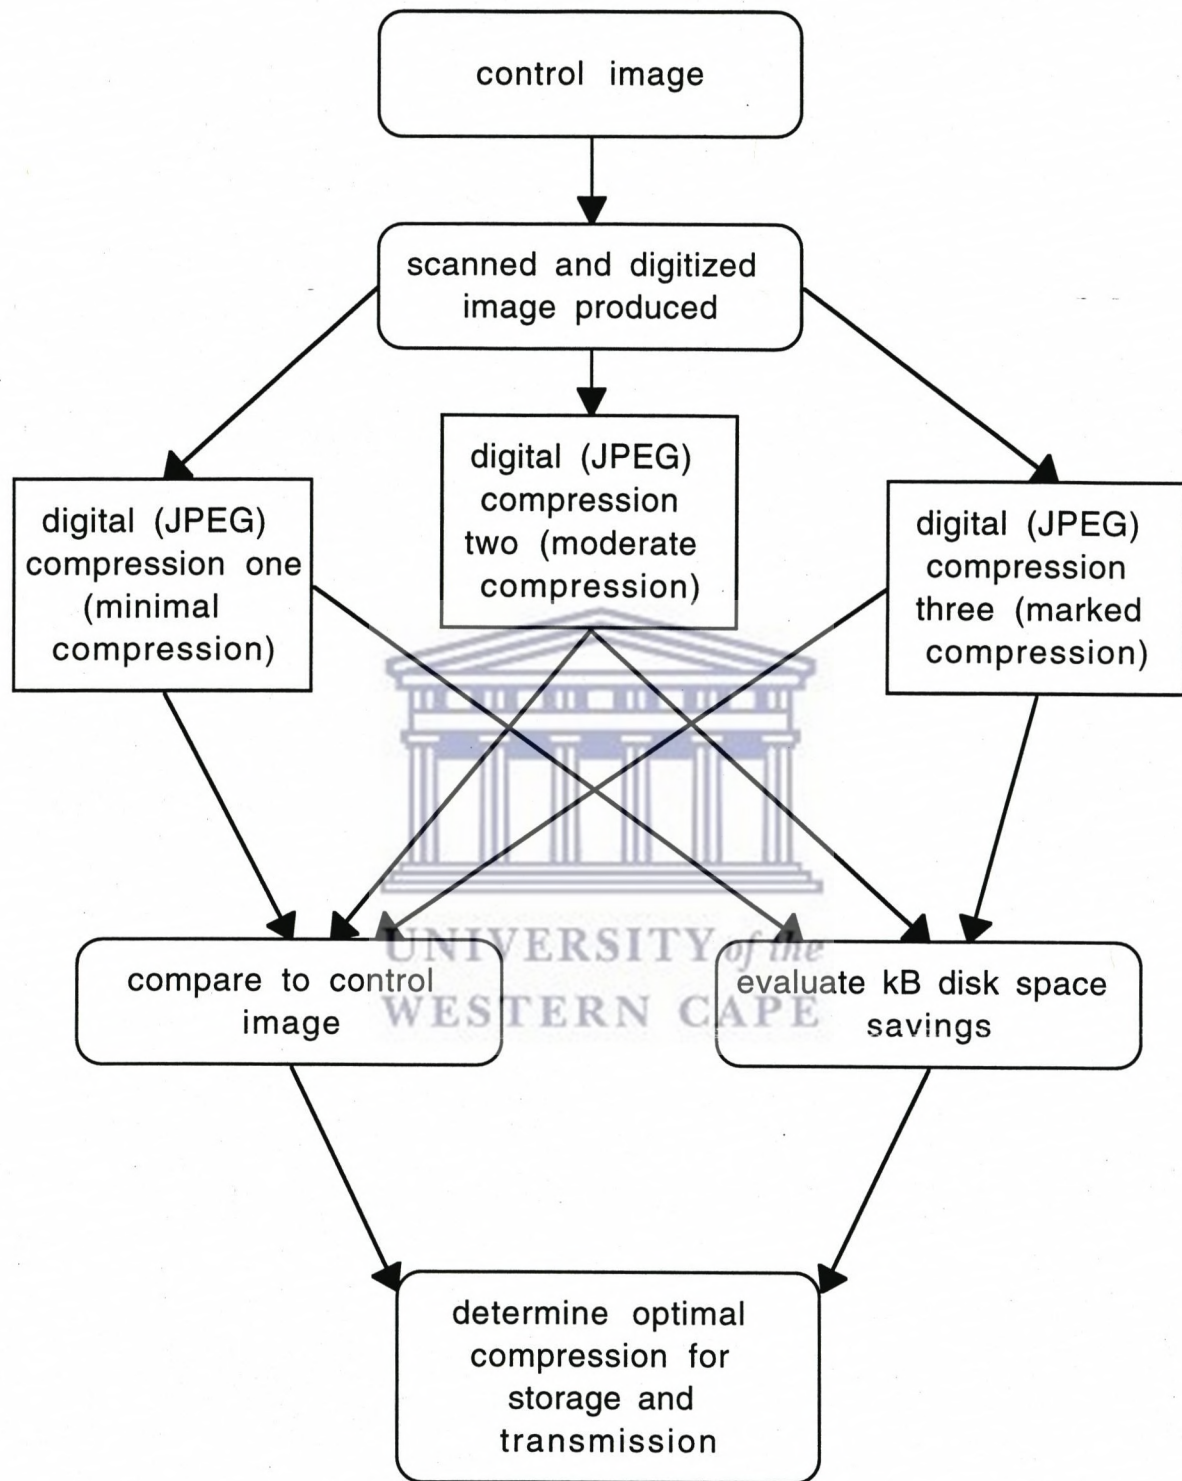 control image
scanned and digitized
image produced
digital (JPEG)
compression one
(minimal
compression)
digital (JPEG)
compression
two (moderate
compression)
digital (JPEG)
compression
three (marked
compression)
UNIVERSITY of the
WESTERN CAPE
compare to control
image
evaluate kB disk space
savings
determine optimal
compression for
storage and
transmission